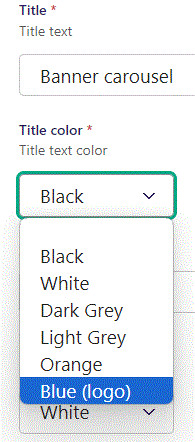 Title *
Title text
Banner carousel
Title color *
Title text color
Black
Black
White
Dark Grey
Light Grey
Orange
Blue (logo)
White